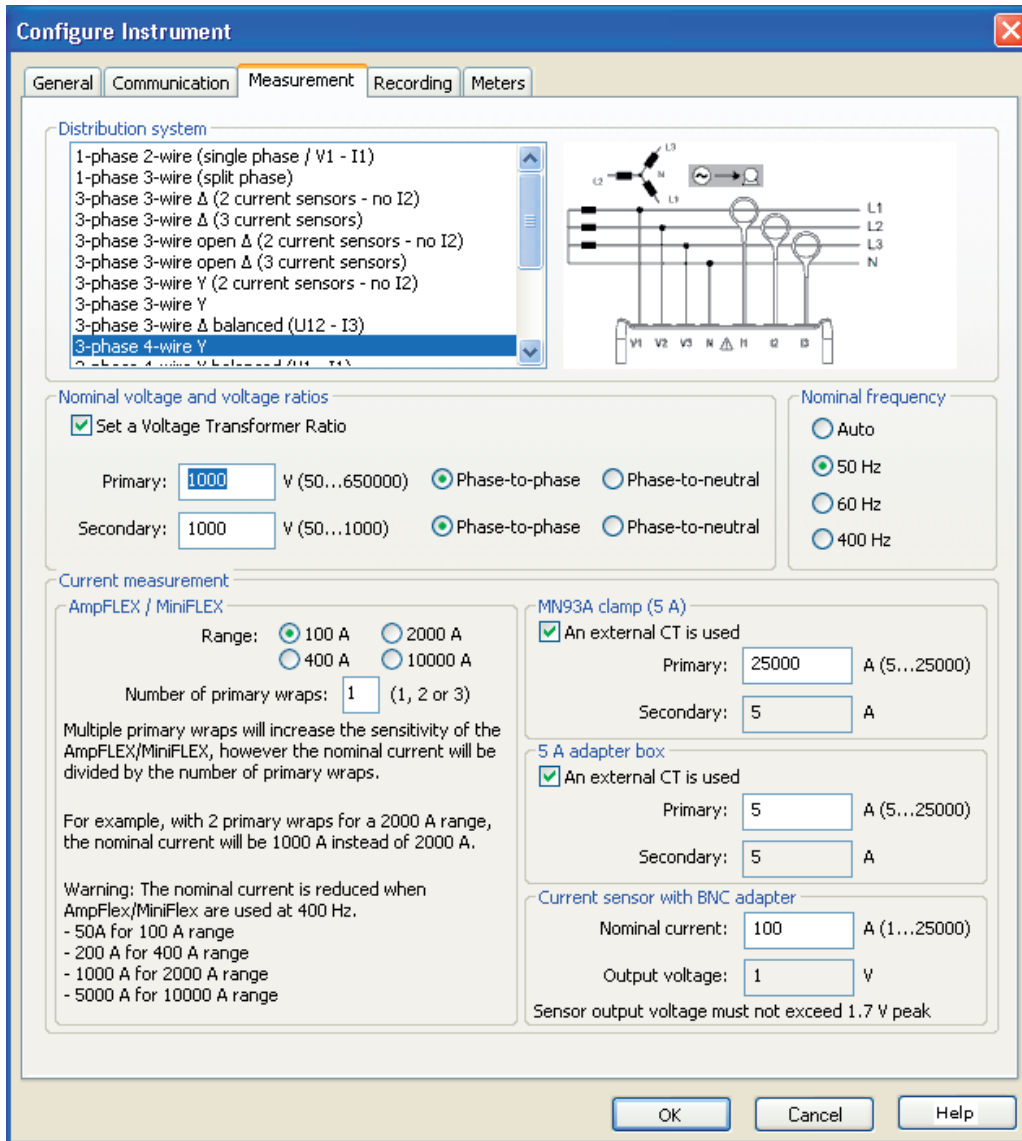 Configure Instrument
General Communication Measurement Recording Meters
Distribution system
1-phase 2-wire (single phase / V1 - I1)
1-phase 3-wire (split phase)
3-phase 3-wire Δ (2 current sensors - no I2)
3-phase 3-wire Δ (3 current sensors)
3-phase 3-wire open Δ (2 current sensors - no I2)
3-phase 3-wire open Δ (3 current sensors)
3-phase 3-wire Y (2 current sensors - no I2)
3-phase 3-wire Y
3-phase 3-wire Δ balanced (U12 - I3)
3-phase 4-wire Y
L3
L2 N
L1
L1
L2
L3
N
V1 V2 V3 N I1 I2 I3
Nominal voltage and voltage ratios
Set a Voltage Transformer Ratio
Primary: 1000 V (50...650000) Phase-to-phase Phase-to-neutral
Secondary: 1000 V (50...1000) Phase-to-phase Phase-to-neutral
Nominal frequency
Auto
50 Hz
60 Hz
400 Hz
Current measurement
AmpFLEX / MiniFLEX
Range: 100 A 2000 A
400 A 10000 A
Number of primary wraps: 1 (1, 2 or 3)
Multiple primary wraps will increase the sensitivity of the
AmpFLEX/MiniFLEX, however the nominal current will be
divided by the number of primary wraps.
For example, with 2 primary wraps for a 2000 A range,
the nominal current will be 1000 A instead of 2000 A.
Warning: The nominal current is reduced when
AmpFlex/MiniFlex are used at 400 Hz.
- 50A for 100 A range
- 200 A for 400 A range
- 1000 A for 2000 A range
- 5000 A for 10000 A range
MN93A clamp (5 A)
An external CT is used
Primary: 25000 A (5...25000)
Secondary: 5 A
5 A adapter box
An external CT is used
Primary: 5 A (5...25000)
Secondary: 5 A
Current sensor with BNC adapter
Nominal current: 100 A (1...25000)
Output voltage: 1 V
Sensor output voltage must not exceed 1.7 V peak
OK Cancel Help